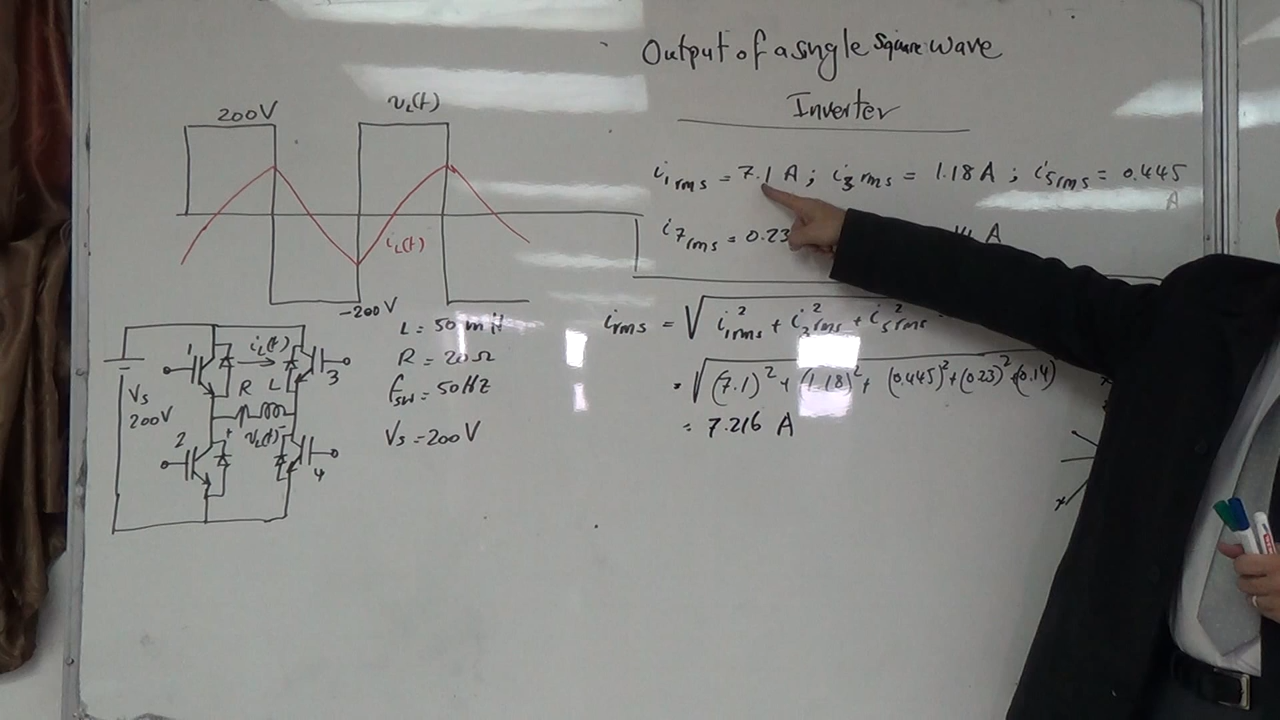 Output of a single square wave
Inverter
200V
vL(t)
iL(t)
-200V
i1rms = 7.1 A ; i3rms = 1.18 A ; i5rms = 0.445
A
i7rms = 0.23
A
irms = √ i1rms² + i3rms² + i5rms²
= √ (7.1)² + (1.18)² + (0.445)² + (0.23)² + (0.14)
= 7.216 A
L = 50 mH
R = 20 Ω
fsw = 50 HZ
Vs = 200 V
1
iL(t)
3
R L
Vs
200V
2
+ vL(t) -
4